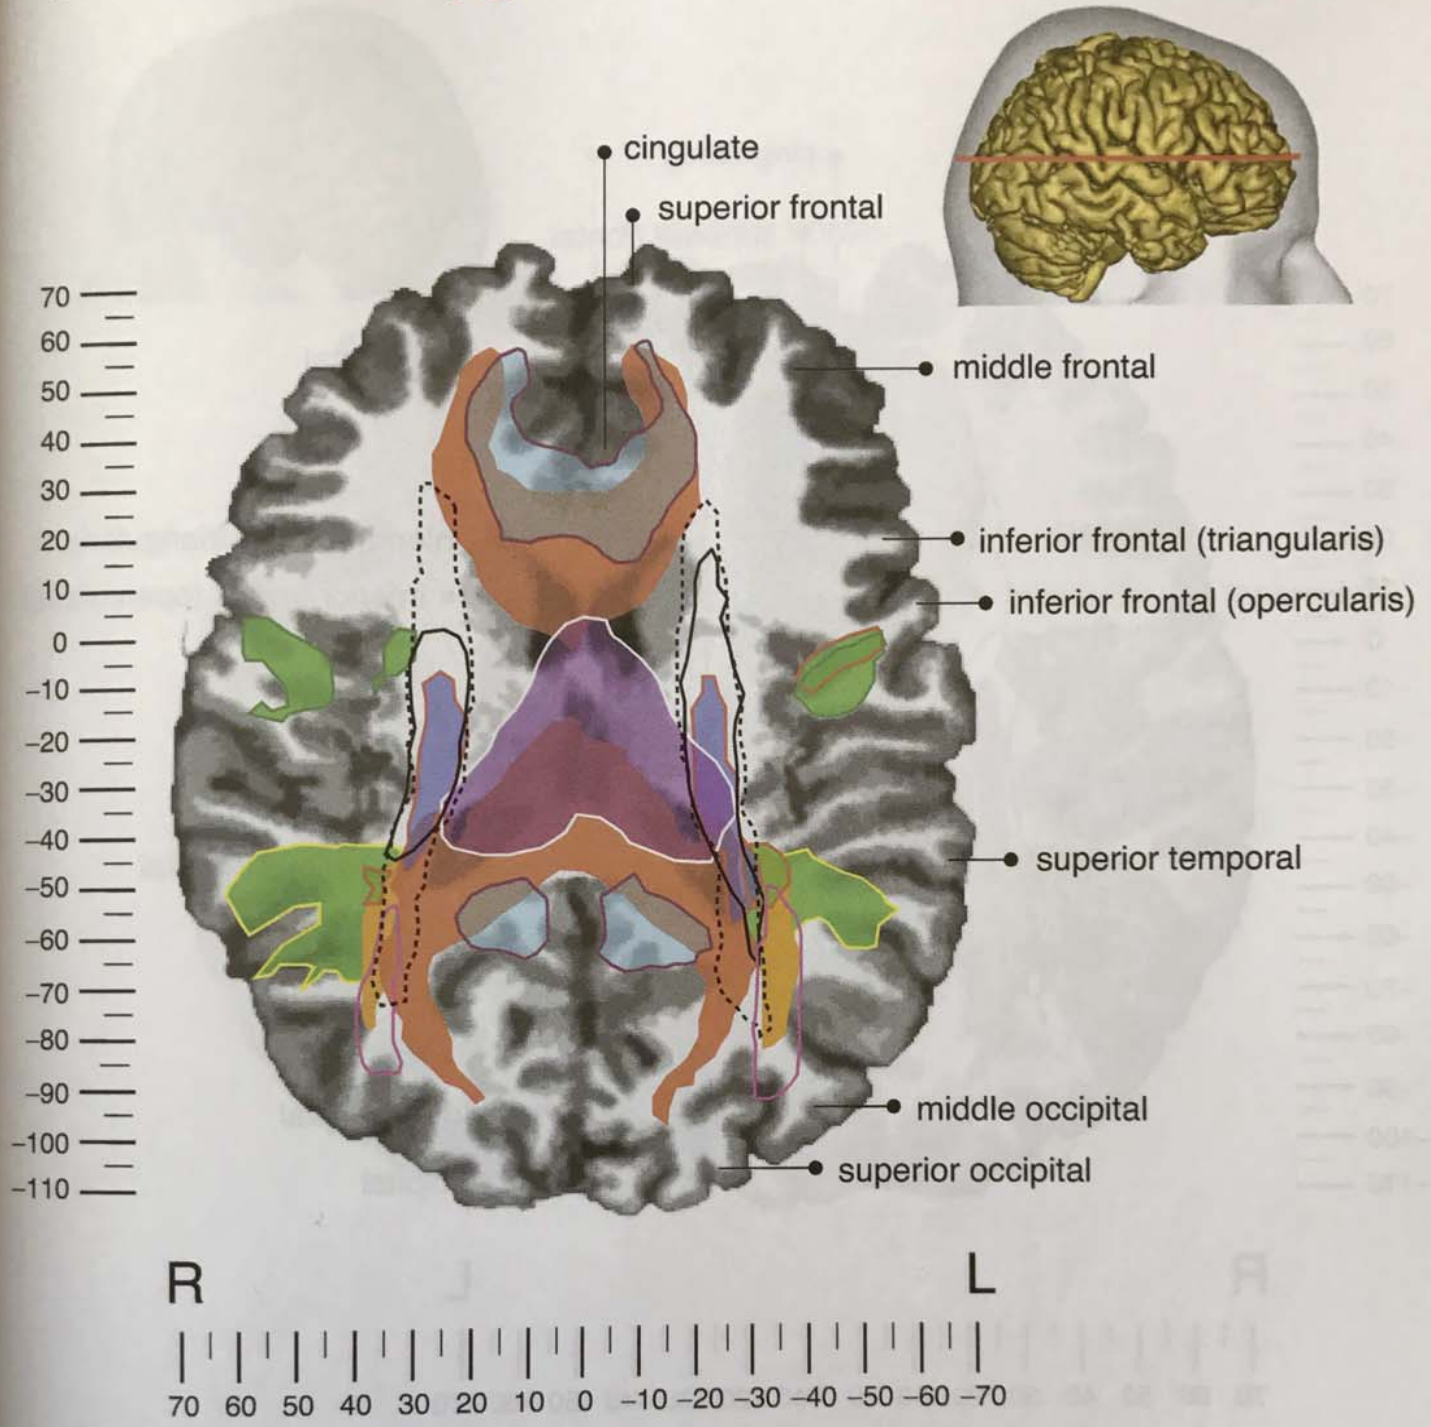 cingulate
superior frontal
middle frontal
inferior frontal (triangularis)
inferior frontal (opercularis)
superior temporal
middle occipital
superior occipital
70
60
50
40
30
20
10
0
−10
−20
−30
−40
−50
−60
−70
−80
−90
−100
−110
R L
70 60 50 40 30 20 10 0 −10 −20 −30 −40 −50 −60 −70